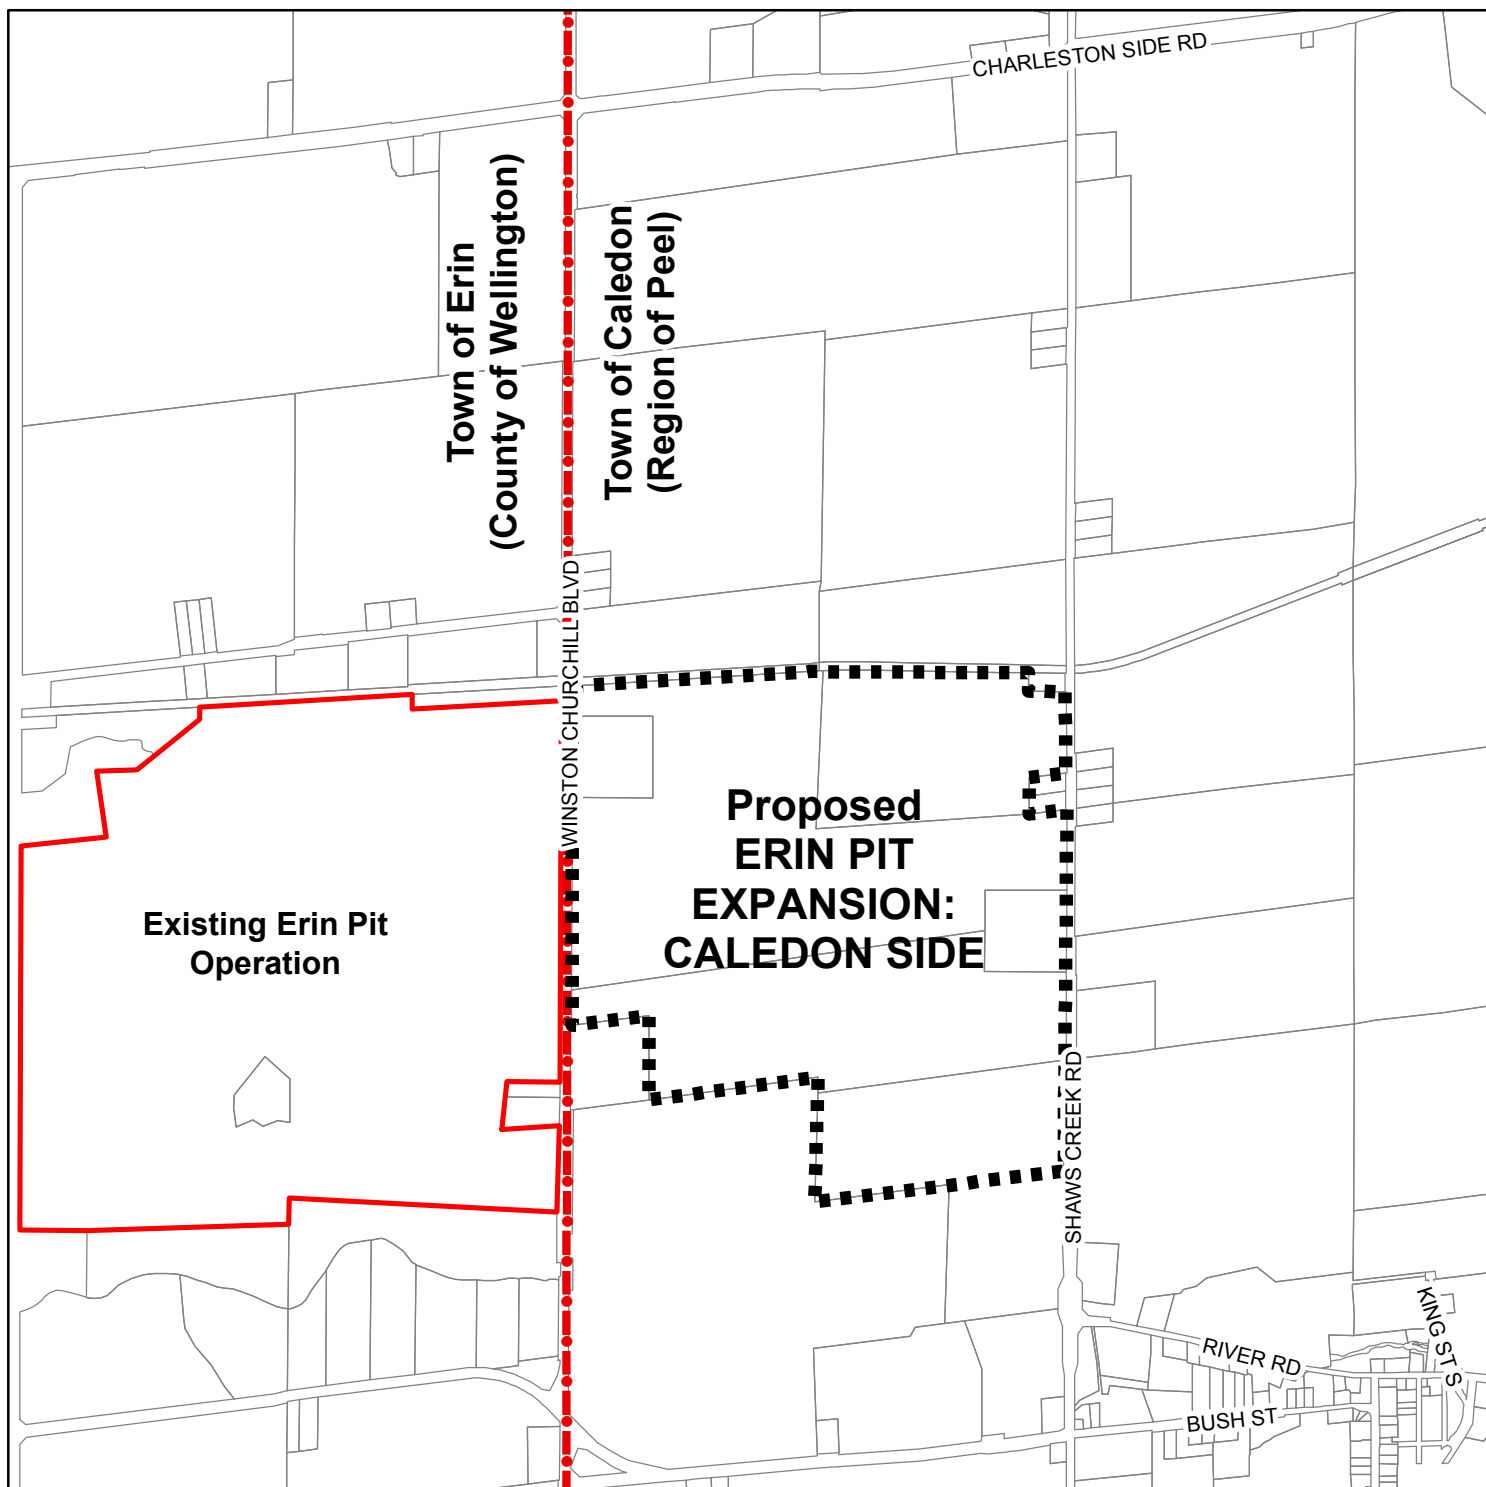 CHARLESTON SIDE RD
Town of Erin
(County of Wellington)
Town of Caledon
(Region of Peel)
WINSTON CHURCHILL BLVD
Proposed
ERIN PIT
EXPANSION:
CALEDON SIDE
Existing Erin Pit
Operation
SHAWS CREEK RD
KING ST S
RIVER RD
BUSH ST